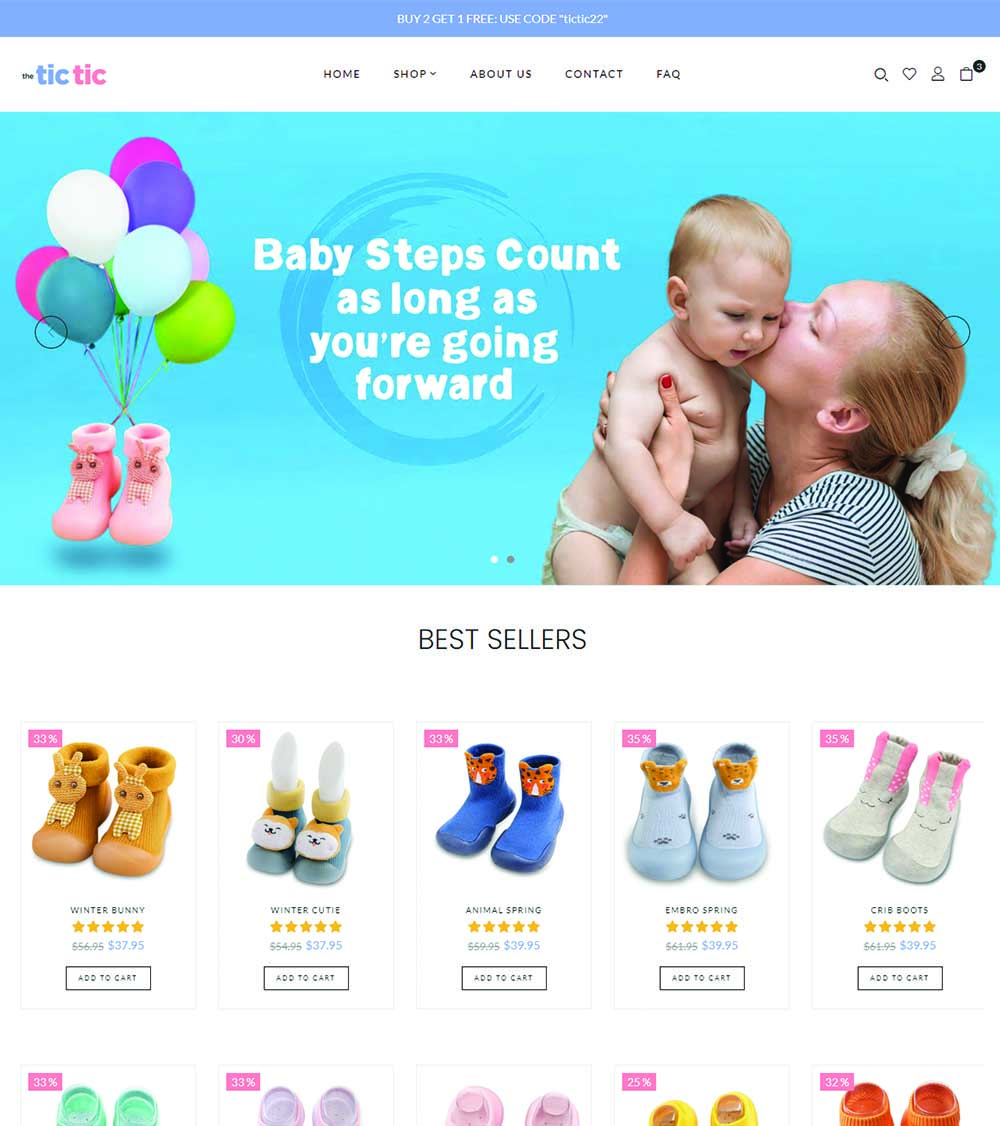 BUY 2 GET 1 FREE: USE CODE "tictic22"
the tic tic
HOME SHOP ABOUT US CONTACT FAQ
3
Baby Steps Count
as long as
you're going
forward
BEST SELLERS
33% 30% 33% 35% 35%
WINTER BUNNY WINTER CUTIE ANIMAL SPRING EMBRO SPRING CRIB BOOTS
$56.95 $37.95 $54.95 $37.95 $59.95 $39.95 $61.95 $39.95 $61.95 $39.95
ADD TO CART ADD TO CART ADD TO CART ADD TO CART ADD TO CART
33% 33% 25% 32%